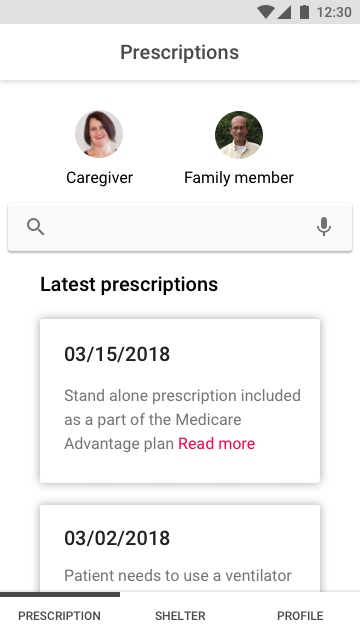 12:30
Prescriptions
Caregiver
Family member
Latest prescriptions
03/15/2018
Stand alone prescription included
as a part of the Medicare
Advantage plan Read more
03/02/2018
Patient needs to use a ventilator
PRESCRIPTION
SHELTER
PROFILE